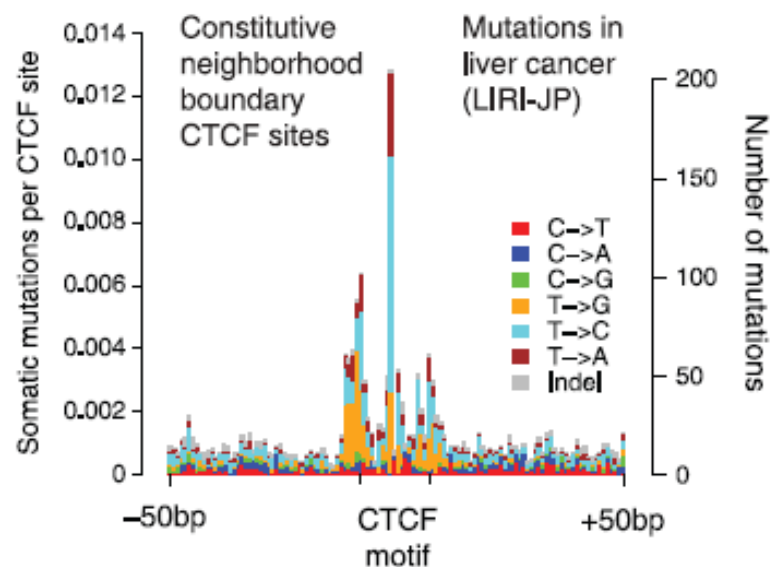 Constitutive
neighborhood
boundary
CTCF sites
Mutations in
liver cancer
(LIRI-JP)
Somatic mutations per CTCF site
0.014
0.012
0.010
0.008
0.006
0.004
0.002
0
Number of mutations
200
150
100
50
0
C->T
C->A
C->G
T->G
T->C
T->A
Indel
-50bp
CTCF
motif
+50bp